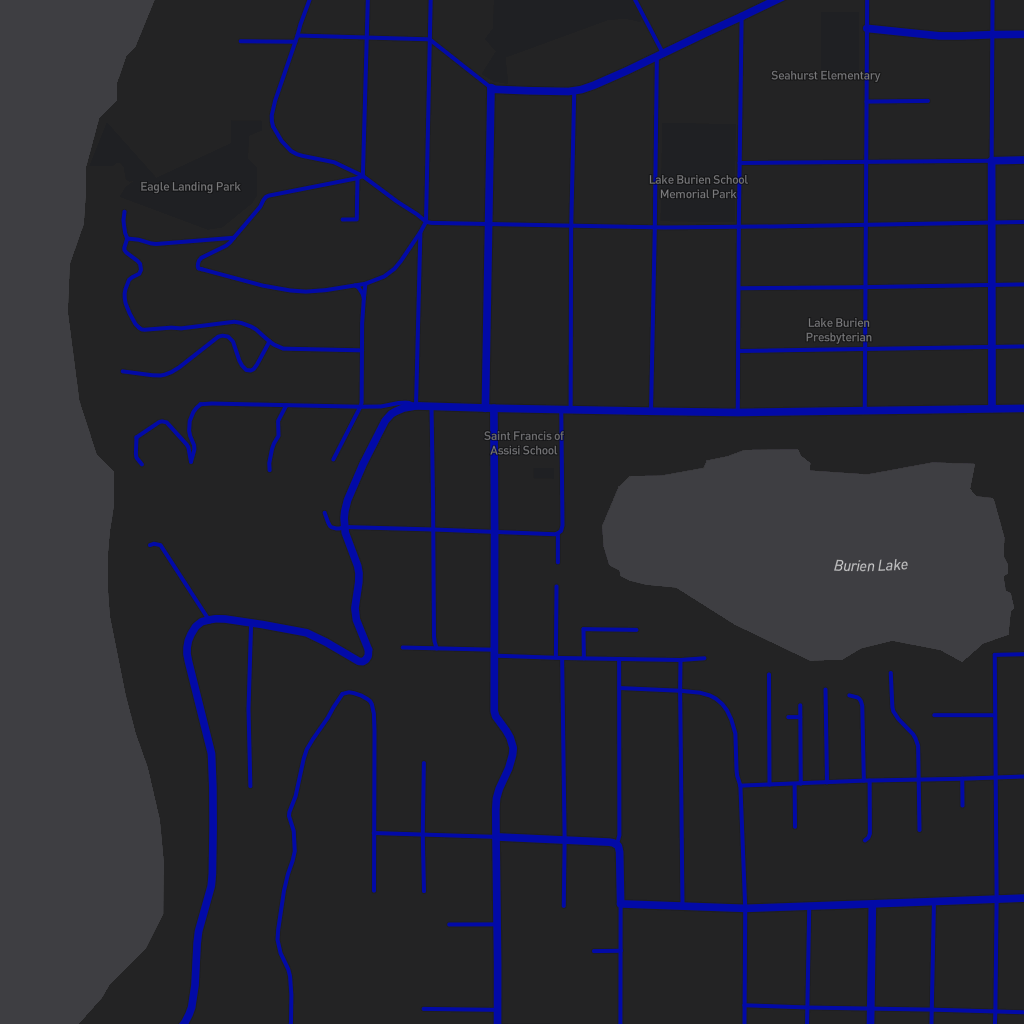 Seahurst Elementary
Eagle Landing Park
Lake Burien School
Memorial Park
Lake Burien
Presbyterian
Saint Francis of
Assisi School
Burien Lake